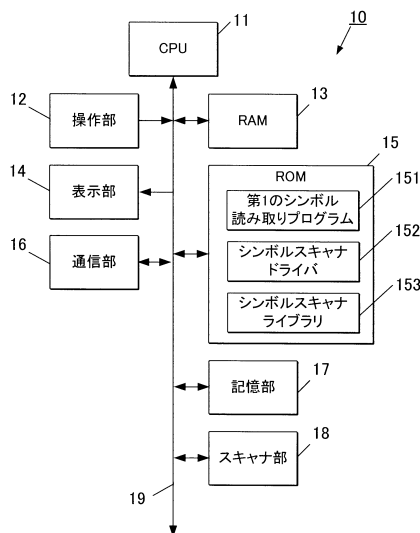 11
10
CPU
12
操作部
13
RAM
14
表示部
15
ROM
151
第1のシンボル
読み取りプログラム
16
通信部
152
シンボルスキャナ
ドライバ
153
シンボルスキャナ
ライブラリ
17
記憶部
18
スキャナ部
19